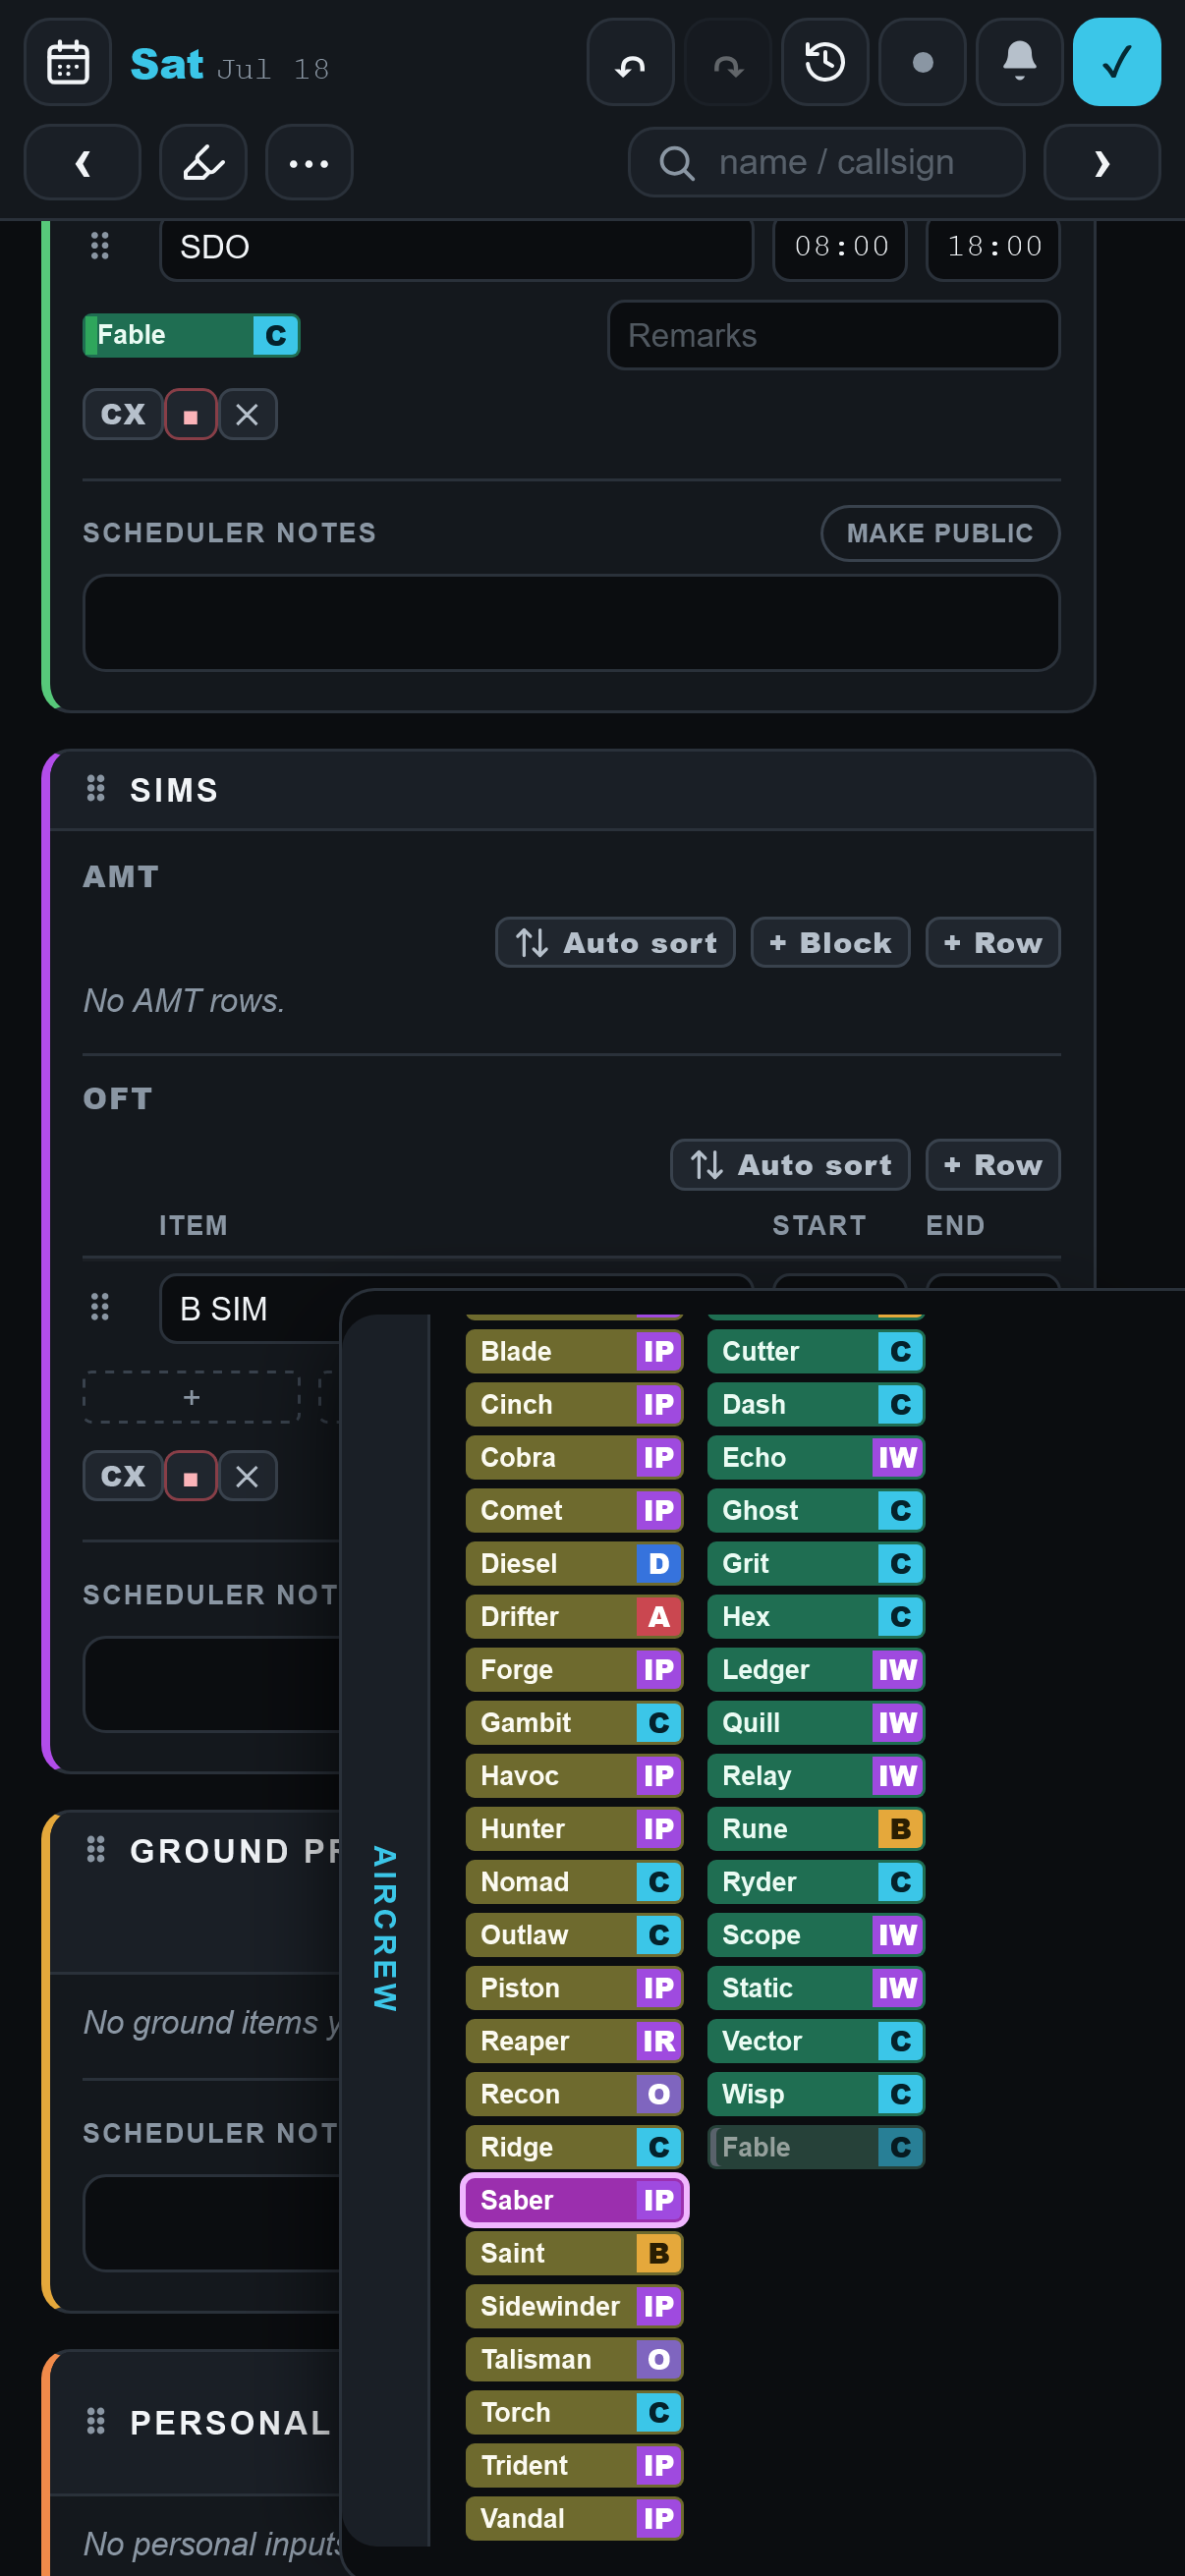 Sat Jul 18
name / callsign
SDO 08:00 18:00
Fable C Remarks
CX
SCHEDULER NOTES MAKE PUBLIC
SIMS
AMT
Auto sort + Block + Row
No AMT rows.
OFT
Auto sort + Row
ITEM START END
B SIM
+
CX
SCHEDULER NOT
GROUND PR
No ground items y
SCHEDULER NOT
PERSONAL
No personal inputs
AIRCREW
Blade IP
Cinch IP
Cobra IP
Comet IP
Diesel D
Drifter A
Forge IP
Gambit C
Havoc IP
Hunter IP
Nomad C
Outlaw C
Piston IP
Reaper IR
Recon O
Ridge C
Saber IP
Saint B
Sidewinder IP
Talisman O
Torch C
Trident IP
Vandal IP
Cutter C
Dash C
Echo IW
Ghost C
Grit C
Hex C
Ledger IW
Quill IW
Relay IW
Rune B
Ryder C
Scope IW
Static IW
Vector C
Wisp C
Fable C